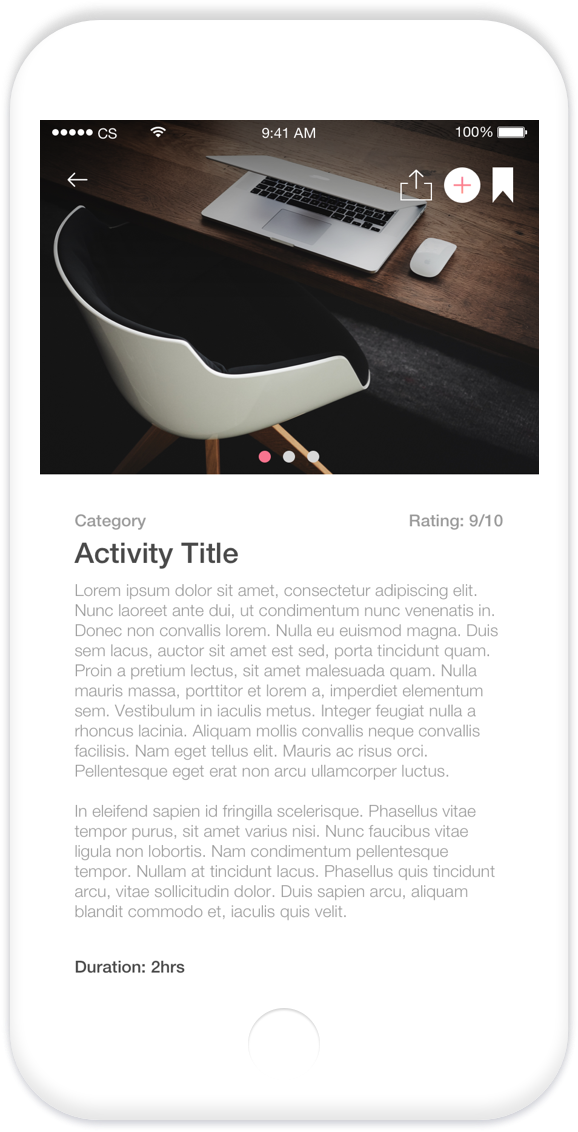 CS
9:41 AM
100%
Category
Rating: 9/10
Activity Title
Lorem ipsum dolor sit amet, consectetur adipiscing elit.
Nunc laoreet ante dui, ut condimentum nunc venenatis in.
Donec non convallis lorem. Nulla eu euismod magna. Duis
sem lacus, auctor sit amet est sed, porta tincidunt quam.
Proin a pretium lectus, sit amet malesuada quam. Nulla
mauris massa, porttitor et lorem a, imperdiet elementum
sem. Vestibulum in iaculis metus. Integer feugiat nulla a
rhoncus lacinia. Aliquam mollis convallis neque convallis
facilisis. Nam eget tellus elit. Mauris ac risus orci.
Pellentesque eget erat non arcu ullamcorper luctus.
In eleifend sapien id fringilla scelerisque. Phasellus vitae
tempor purus, sit amet varius nisi. Nunc faucibus vitae
ligula non lobortis. Nam condimentum pellentesque
tempor. Nullam at tincidunt lacus. Phasellus quis tincidunt
arcu, vitae sollicitudin dolor. Duis sapien arcu, aliquam
blandit commodo et, iaculis quis velit.
Duration: 2hrs